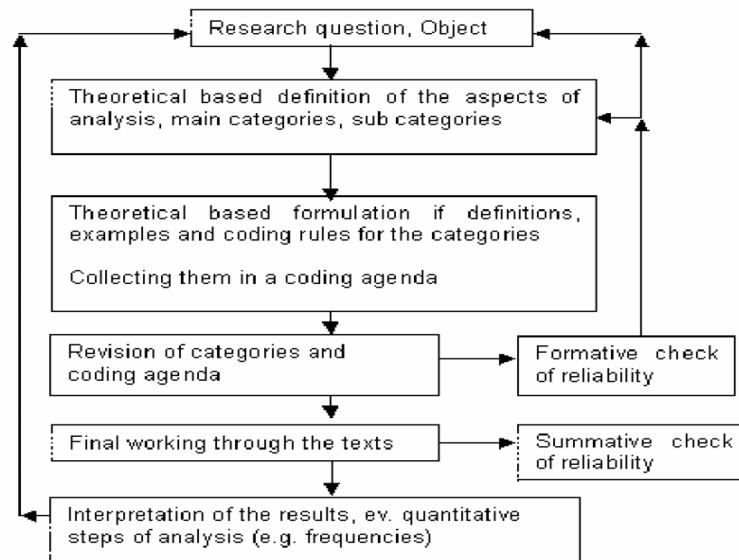 Research question, Object
Theoretical based definition of the aspects of
analysis, main categories, sub categories
Theoretical based formulation if definitions,
examples and coding rules for the categories
Collecting them in a coding agenda
Revision of categories and
coding agenda
Formative check
of reliability
Final working through the texts
Summative check
of reliability
Interpretation of the results, ev. quantitative
steps of analysis (e.g. frequencies)